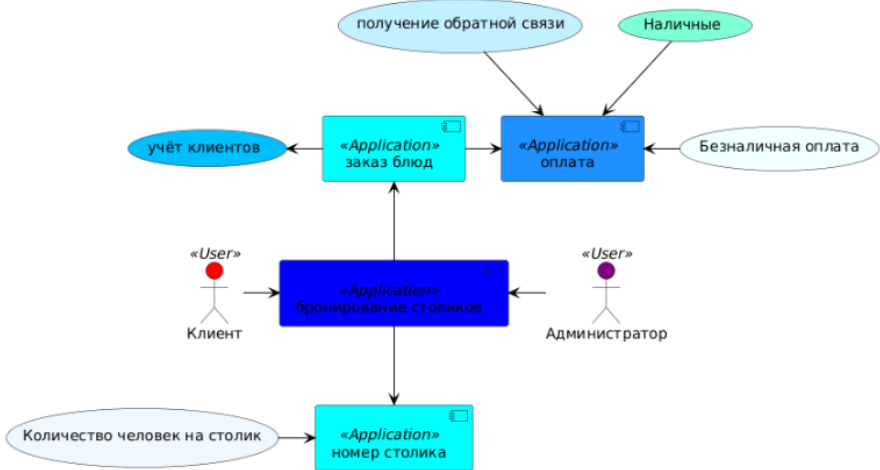 получение обратной связи
Наличные
учёт клиентов
«Application»
заказ блюд
«Application»
оплата
Безналичная оплата
«User»
Клиент
«Application»
бронирование столиков
«User»
Администратор
Количество человек на столик
«Application»
номер столика